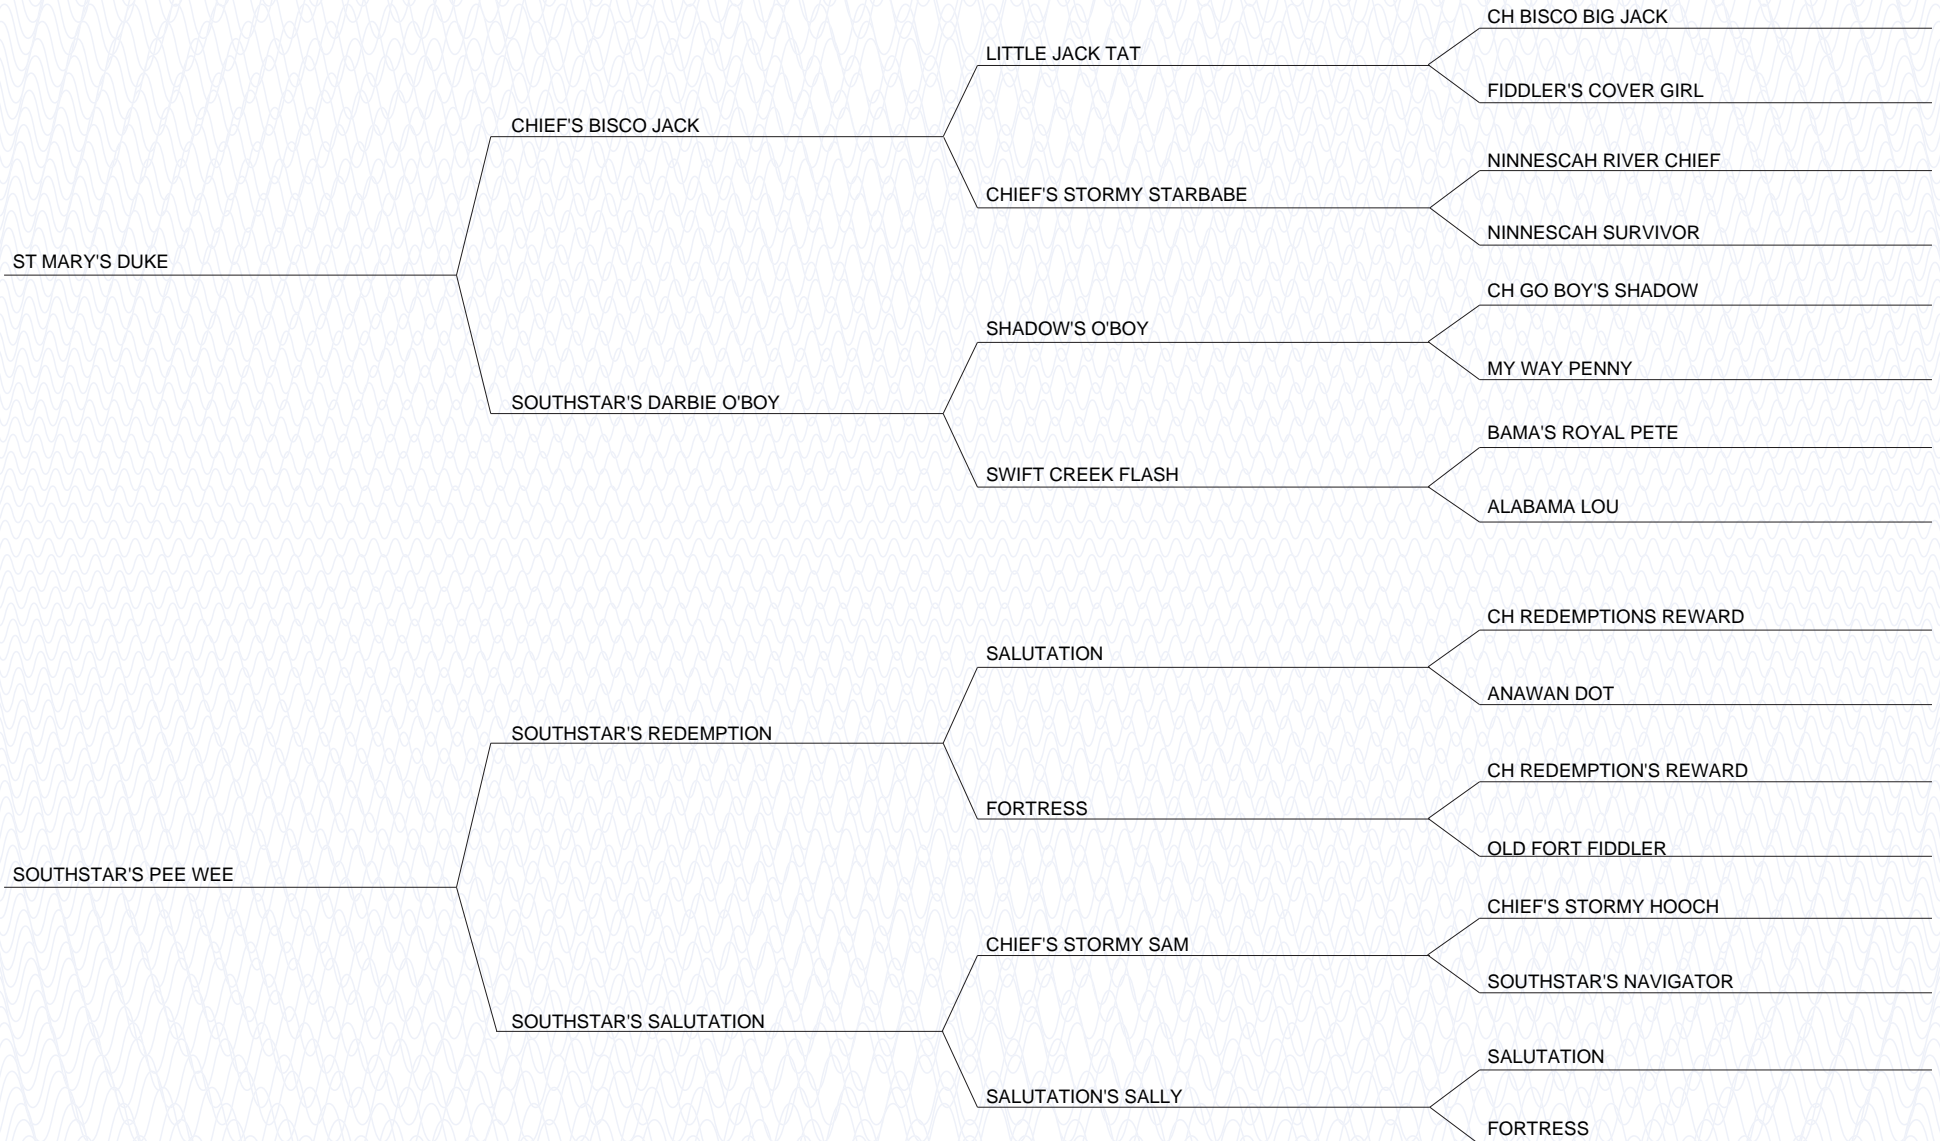 CH BISCO BIG JACK
LITTLE JACK TAT
FIDDLER'S COVER GIRL
CHIEF'S BISCO JACK
NINNESCAH RIVER CHIEF
CHIEF'S STORMY STARBABE
NINNESCAH SURVIVOR
ST MARY'S DUKE
CH GO BOY'S SHADOW
SHADOW'S O'BOY
MY WAY PENNY
SOUTHSTAR'S DARBIE O'BOY
BAMA'S ROYAL PETE
SWIFT CREEK FLASH
ALABAMA LOU
CH REDEMPTIONS REWARD
SALUTATION
ANAWAN DOT
SOUTHSTAR'S REDEMPTION
CH REDEMPTION'S REWARD
FORTRESS
OLD FORT FIDDLER
SOUTHSTAR'S PEE WEE
CHIEF'S STORMY HOOCH
CHIEF'S STORMY SAM
SOUTHSTAR'S NAVIGATOR
SOUTHSTAR'S SALUTATION
SALUTATION
SALUTATION'S SALLY
FORTRESS